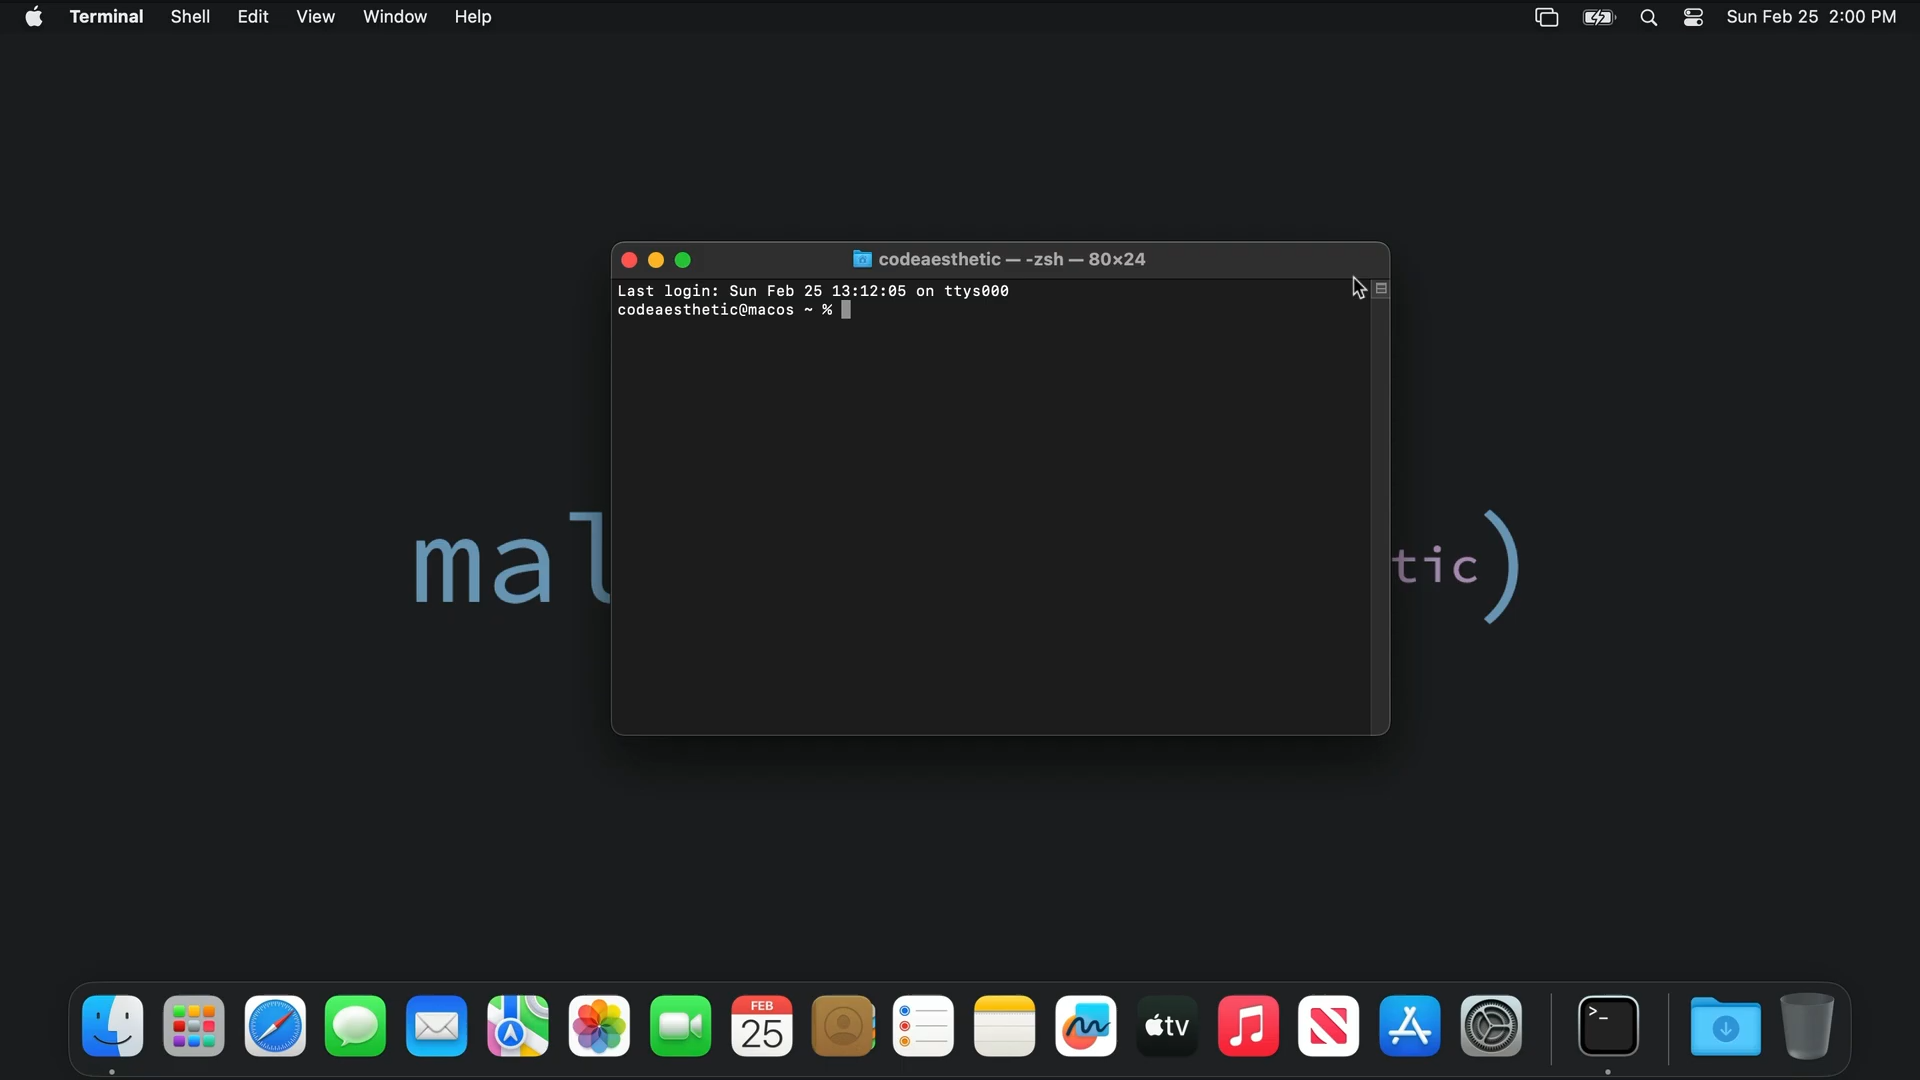 Terminal Shell Edit View Window Help Sun Feb 25 2:00 PM
codeaesthetic — -zsh — 80×24
Last login: Sun Feb 25 13:12:05 on ttys000
codeaesthetic@macos ~ %
mal tic)
FEB
25
tv
>_